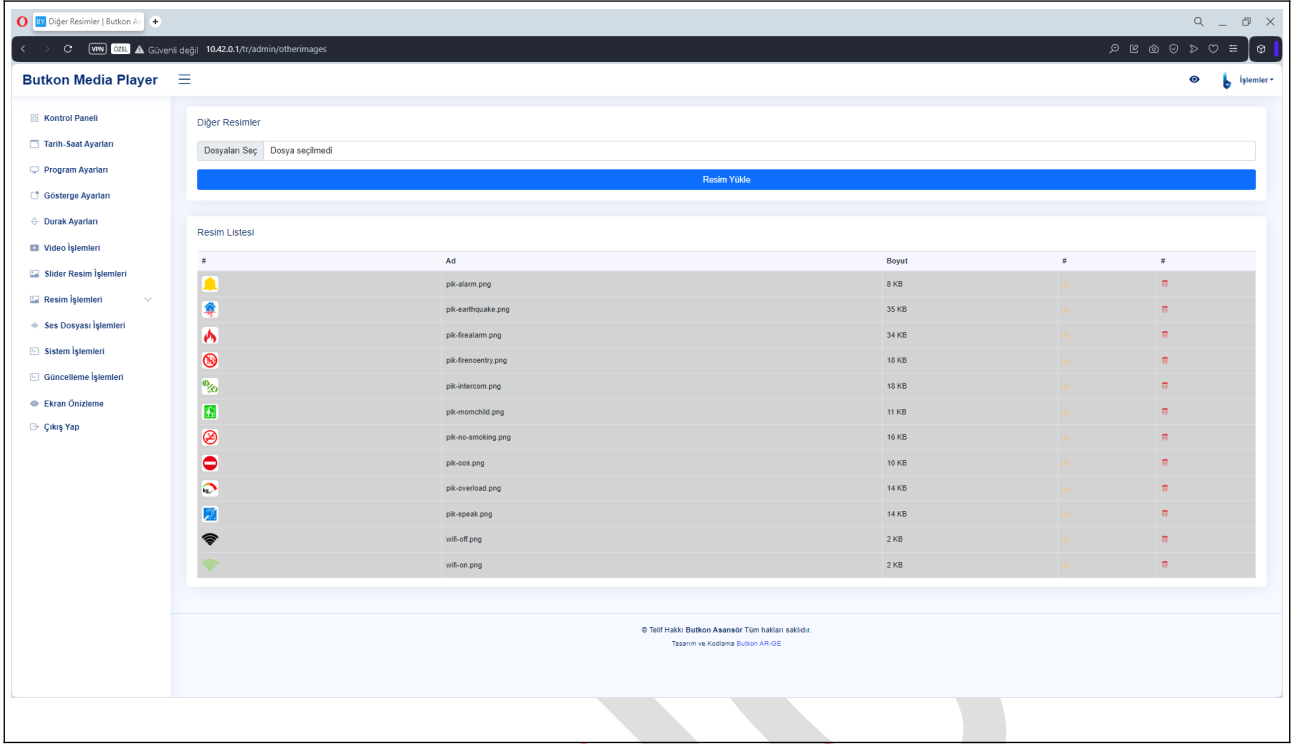 Diğer Resimler | Butkon A
VPN ÖZEL Güvenli değil 10.42.0.1/tr/admin/otherimages
Butkon Media Player
İşlemler
Kontrol Paneli
Tarih-Saat Ayarları
Program Ayarları
Gösterge Ayarları
Durak Ayarları
Video İşlemleri
Slider Resim İşlemleri
Resim İşlemleri
Ses Dosyası İşlemleri
Sistem İşlemleri
Güncelleme İşlemleri
Ekran Önizleme
Çıkış Yap
Diğer Resimler
Dosyaları Seç Dosya seçilmedi
Resim Yükle
Resim Listesi
# Ad Boyut # #
pik-alarm.png 8 KB
pik-earthquake.png 35 KB
pik-firealarm.png 34 KB
pik-firenoentry.png 18 KB
pik-intercom.png 18 KB
pik-momchild.png 11 KB
pik-no-smoking.png 16 KB
pik-oos.png 10 KB
pik-overload.png 14 KB
pik-speak.png 14 KB
wifi-off.png 2 KB
wifi-on.png 2 KB
© Telif Hakkı Butkon Asansör Tüm hakları saklıdır.
Tasarım ve Kodlama Butkon AR-GE